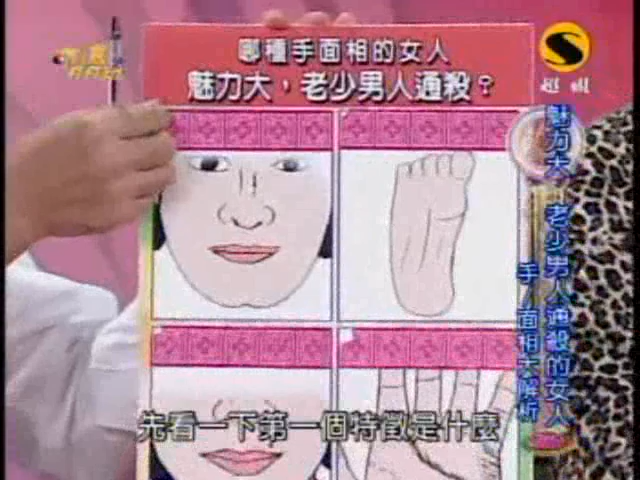 哪種手面相的女人
魅力大，老少男人通殺？
超視
魅力大，老少男人通殺的女人
手/面相大解析
先看一下第一個特徵是什麼